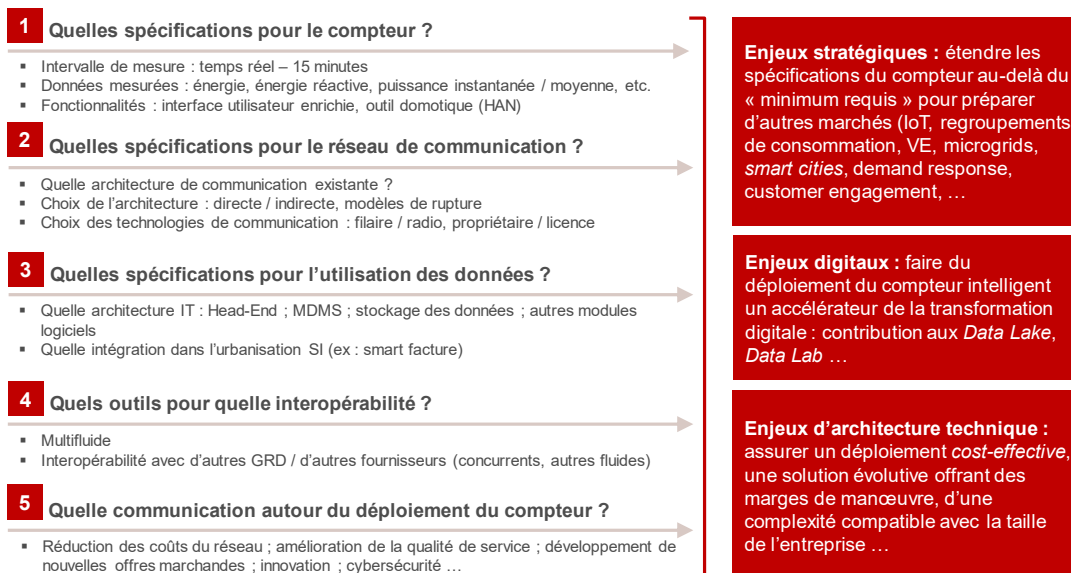 1 Quelles spécifications pour le compteur ?
▪ Intervalle de mesure : temps réel – 15 minutes
▪ Données mesurées : énergie, énergie réactive, puissance instantanée / moyenne, etc.
▪ Fonctionnalités : interface utilisateur enrichie, outil domotique (HAN)
2 Quelles spécifications pour le réseau de communication ?
▪ Quelle architecture de communication existante ?
▪ Choix de l’architecture : directe / indirecte, modèles de rupture
▪ Choix des technologies de communication : filaire / radio, propriétaire / licence
3 Quelles spécifications pour l’utilisation des données ?
▪ Quelle architecture IT : Head-End ; MDMS ; stockage des données ; autres modules
logiciels
▪ Quelle intégration dans l’urbanisation SI (ex : smart facture)
4 Quels outils pour quelle interopérabilité ?
▪ Multifluide
▪ Interopérabilité avec d’autres GRD / d’autres fournisseurs (concurrents, autres fluides)
5 Quelle communication autour du déploiement du compteur ?
▪ Réduction des coûts du réseau ; amélioration de la qualité de service ; développement de
nouvelles offres marchandes ; innovation ; cybersécurité …
Enjeux stratégiques : étendre les
spécifications du compteur au-delà du
« minimum requis » pour préparer
d’autres marchés (IoT, regroupements
de consommation, VE, microgrids,
smart cities, demand response,
customer engagement, …
Enjeux digitaux : faire du
déploiement du compteur intelligent
un accélérateur de la transformation
digitale : contribution aux Data Lake,
Data Lab …
Enjeux d’architecture technique :
assurer un déploiement cost-effective,
une solution évolutive offrant des
marges de manœuvre, d’une
complexité compatible avec la taille
de l’entreprise …